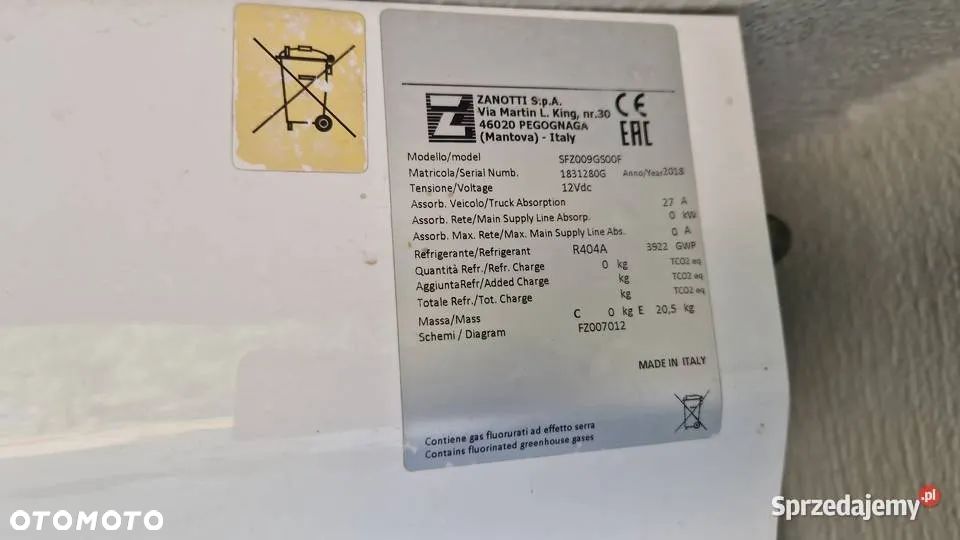 ZANOTTI S.p.A.
Via Martin L. King, nr.30
46020 PEGOGNAGA
(Mantova) - Italy
CE
EAC
Z
Modello/model SFZ009GS00F
Matricola/Serial Numb. 1831280G Anno/Year2018
Tensione/Voltage 12Vdc
Assorb. Veicolo/Truck Absorption 27 A
Assorb. Rete/Main Supply Line Absorp. 0 kW
Assorb. Max. Rete/Max. Main Supply Line Abs. 0 A
Refrigerante/Refrigerant R404A 3922 GWP
Quantità Refr./Refr. Charge 0 kg TCO2 eq
AggiuntaRefr/Added Charge kg TCO2 eq
Totale Refr./Tot. Charge kg TCO2 eq
Massa/Mass C 0 kg E 20,5 kg
Schemi / Diagram FZ007012
MADE IN ITALY
Contiene gas fluorurati ad effetto serra
Contains fluorinated greenhouse gases
OTOMOTO
Sprzedajemy.pl